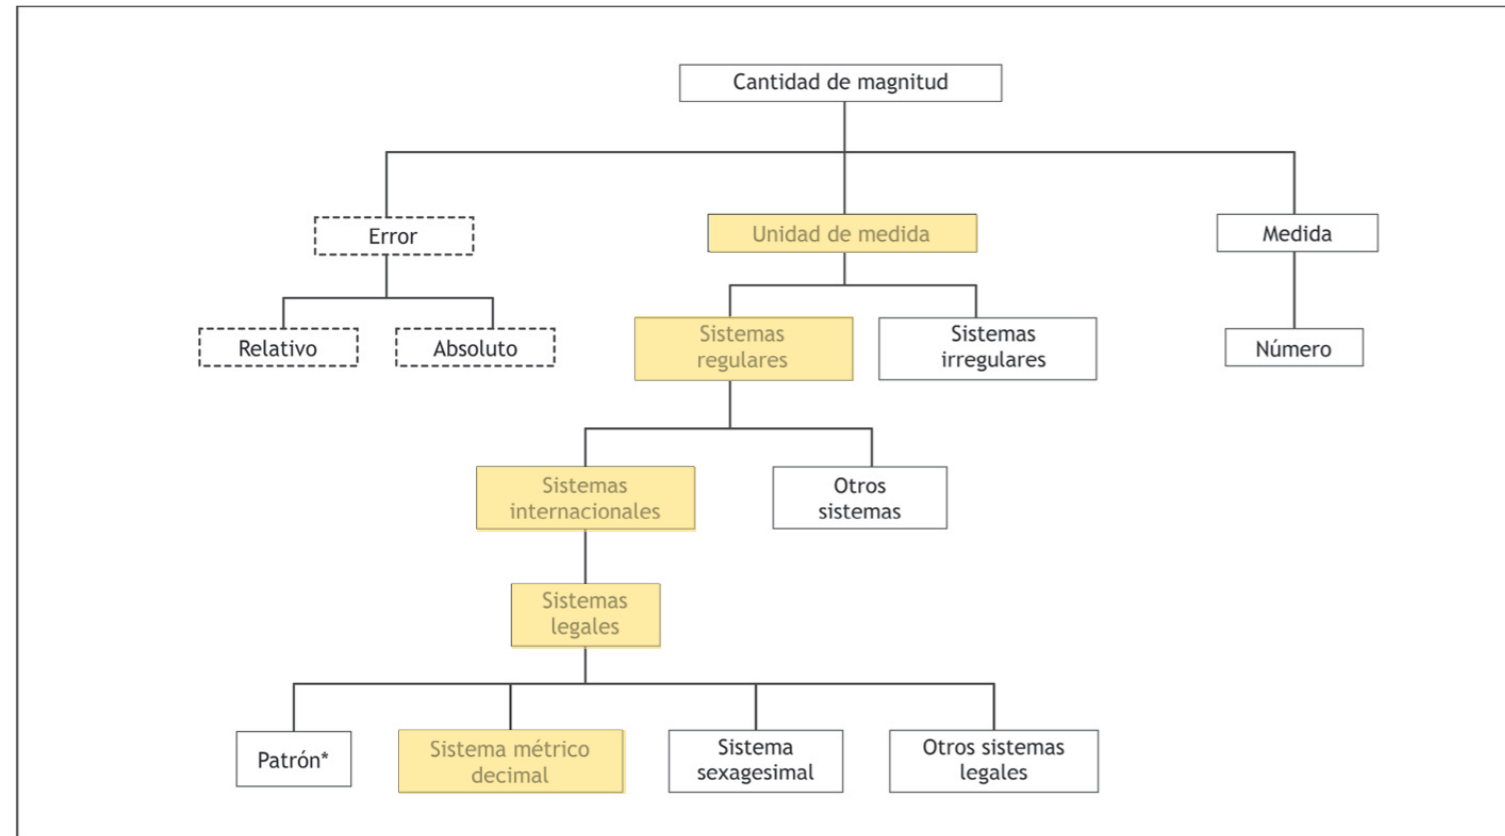 Cantidad de magnitud
Error
Unidad de medida
Medida
Relativo
Absoluto
Sistemas
regulares
Sistemas
irregulares
Número
Sistemas
internacionales
Otros
sistemas
Sistemas
legales
Patrón*
Sistema métrico
decimal
Sistema
sexagesimal
Otros sistemas
legales